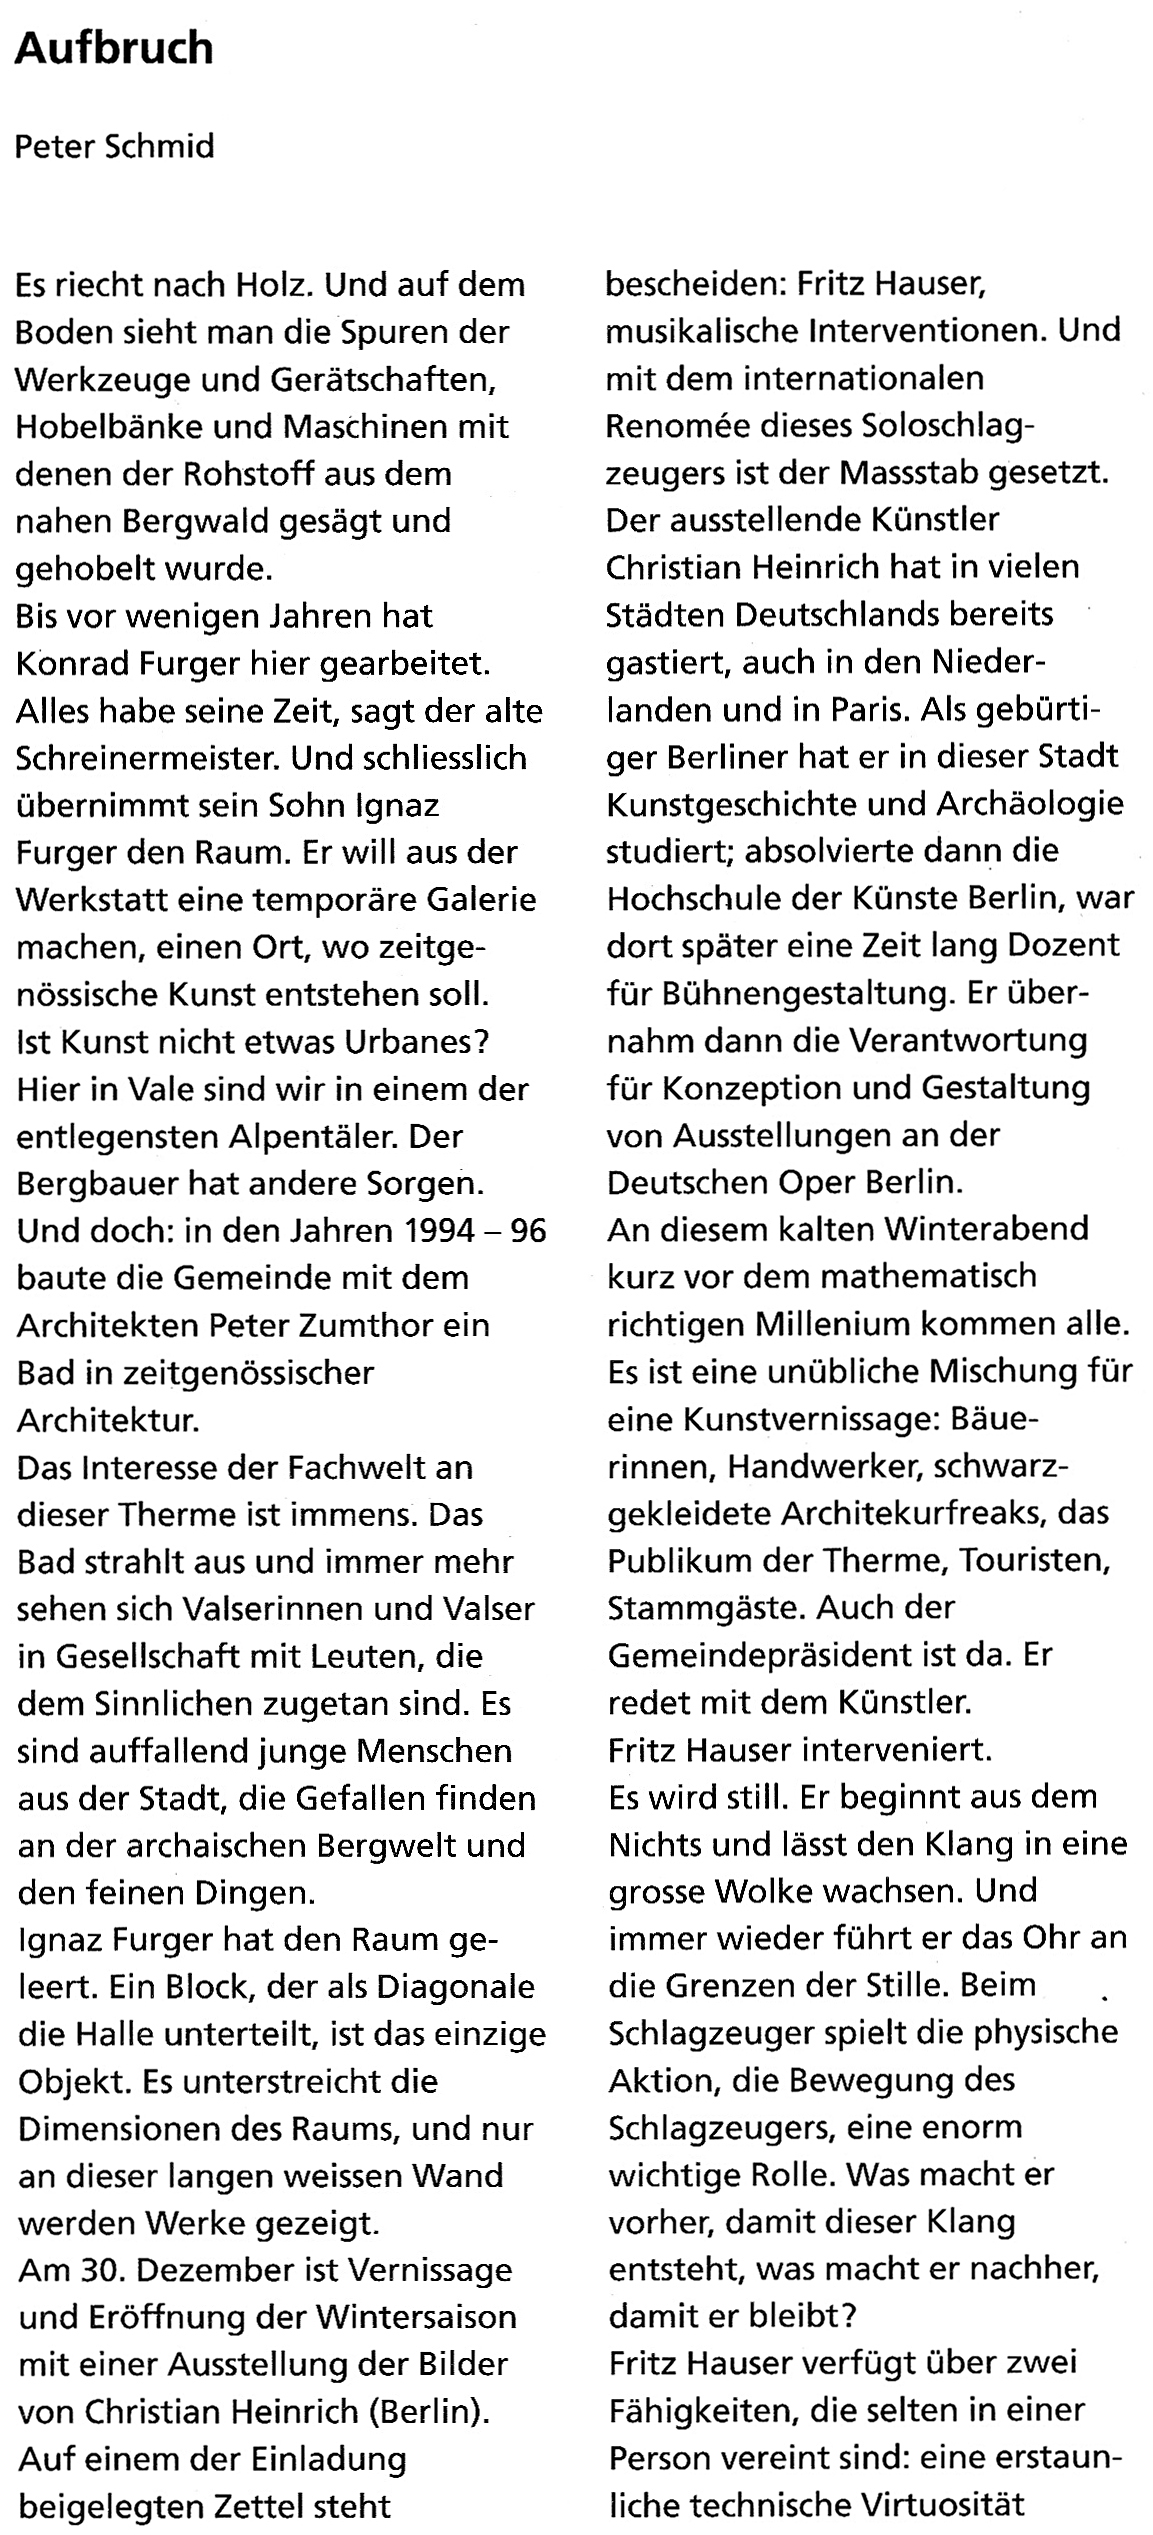 Aufbruch
Peter Schmid
Es riecht nach Holz. Und auf dem
Boden sieht man die Spuren der
Werkzeuge und Gerätschaften,
Hobelbänke und Maschinen mit
denen der Rohstoff aus dem
nahen Bergwald gesägt und
gehobelt wurde.
Bis vor wenigen Jahren hat
Konrad Furger hier gearbeitet.
Alles habe seine Zeit, sagt der alte
Schreinermeister. Und schliesslich
übernimmt sein Sohn Ignaz
Furger den Raum. Er will aus der
Werkstatt eine temporäre Galerie
machen, einen Ort, wo zeitge-
nössische Kunst entstehen soll.
Ist Kunst nicht etwas Urbanes?
Hier in Vale sind wir in einem der
entlegensten Alpentäler. Der
Bergbauer hat andere Sorgen.
Und doch: in den Jahren 1994 – 96
baute die Gemeinde mit dem
Architekten Peter Zumthor ein
Bad in zeitgenössischer
Architektur.
Das Interesse der Fachwelt an
dieser Therme ist immens. Das
Bad strahlt aus und immer mehr
sehen sich Valserinnen und Valser
in Gesellschaft mit Leuten, die
dem Sinnlichen zugetan sind. Es
sind auffallend junge Menschen
aus der Stadt, die Gefallen finden
an der archaischen Bergwelt und
den feinen Dingen.
Ignaz Furger hat den Raum ge-
leert. Ein Block, der als Diagonale
die Halle unterteilt, ist das einzige
Objekt. Es unterstreicht die
Dimensionen des Raums, und nur
an dieser langen weissen Wand
werden Werke gezeigt.
Am 30. Dezember ist Vernissage
und Eröffnung der Wintersaison
mit einer Ausstellung der Bilder
von Christian Heinrich (Berlin).
Auf einem der Einladung
beigelegten Zettel steht
bescheiden: Fritz Hauser,
musikalische Interventionen. Und
mit dem internationalen
Renomée dieses Soloschlag-
zeugers ist der Massstab gesetzt.
Der ausstellende Künstler
Christian Heinrich hat in vielen
Städten Deutschlands bereits
gastiert, auch in den Nieder-
landen und in Paris. Als gebürti-
ger Berliner hat er in dieser Stadt
Kunstgeschichte und Archäologie
studiert; absolvierte dann die
Hochschule der Künste Berlin, war
dort später eine Zeit lang Dozent
für Bühnengestaltung. Er über-
nahm dann die Verantwortung
für Konzeption und Gestaltung
von Ausstellungen an der
Deutschen Oper Berlin.
An diesem kalten Winterabend
kurz vor dem mathematisch
richtigen Millenium kommen alle.
Es ist eine unübliche Mischung für
eine Kunstvernissage: Bäue-
rinnen, Handwerker, schwarz-
gekleidete Architekurfreaks, das
Publikum der Therme, Touristen,
Stammgäste. Auch der
Gemeindepräsident ist da. Er
redet mit dem Künstler.
Fritz Hauser interveniert.
Es wird still. Er beginnt aus dem
Nichts und lässt den Klang in eine
grosse Wolke wachsen. Und
immer wieder führt er das Ohr an
die Grenzen der Stille. Beim
Schlagzeuger spielt die physische
Aktion, die Bewegung des
Schlagzeugers, eine enorm
wichtige Rolle. Was macht er
vorher, damit dieser Klang
entsteht, was macht er nachher,
damit er bleibt?
Fritz Hauser verfügt über zwei
Fähigkeiten, die selten in einer
Person vereint sind: eine erstaun-
liche technische Virtuosität